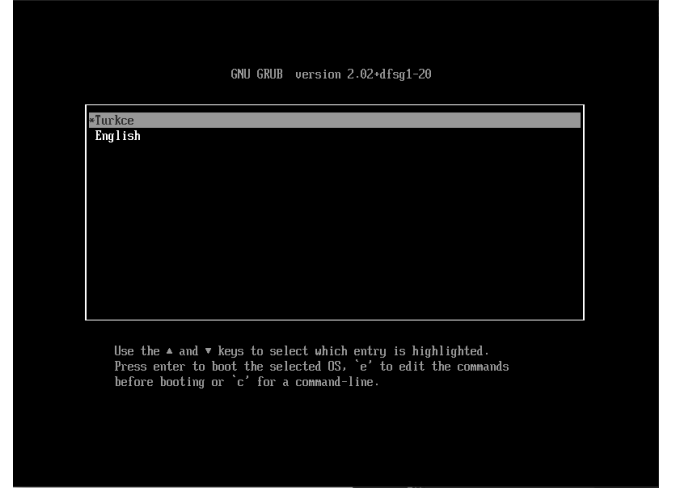 GNU GRUB  version 2.02+dfsg1-20
*Turkce
English
Use the ▲ and ▼ keys to select which entry is highlighted.
Press enter to boot the selected OS, `e' to edit the commands
before booting or `c' for a command-line.